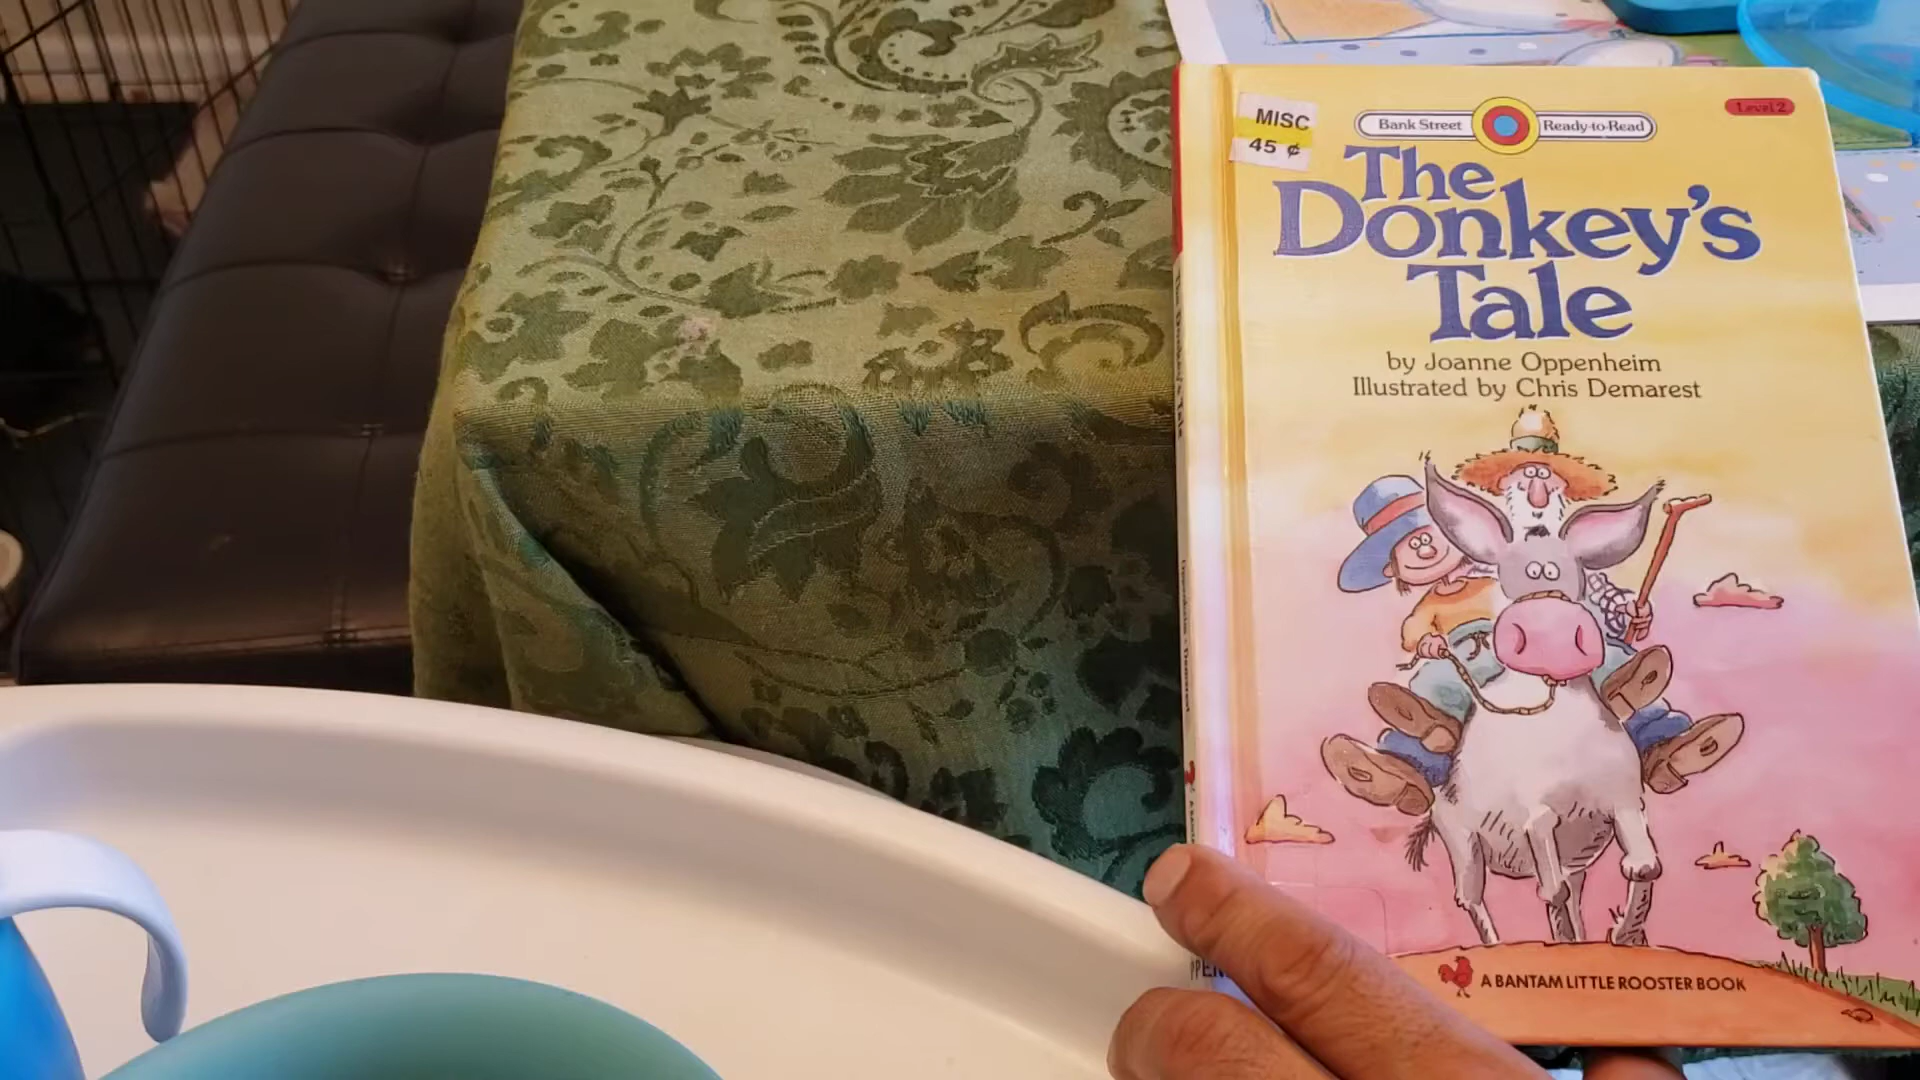 MISC
45 ¢
Bank Street Ready-to-Read
Level 2
The
Donkey's
Tale
by Joanne Oppenheim
Illustrated by Chris Demarest
A BANTAM LITTLE ROOSTER BOOK